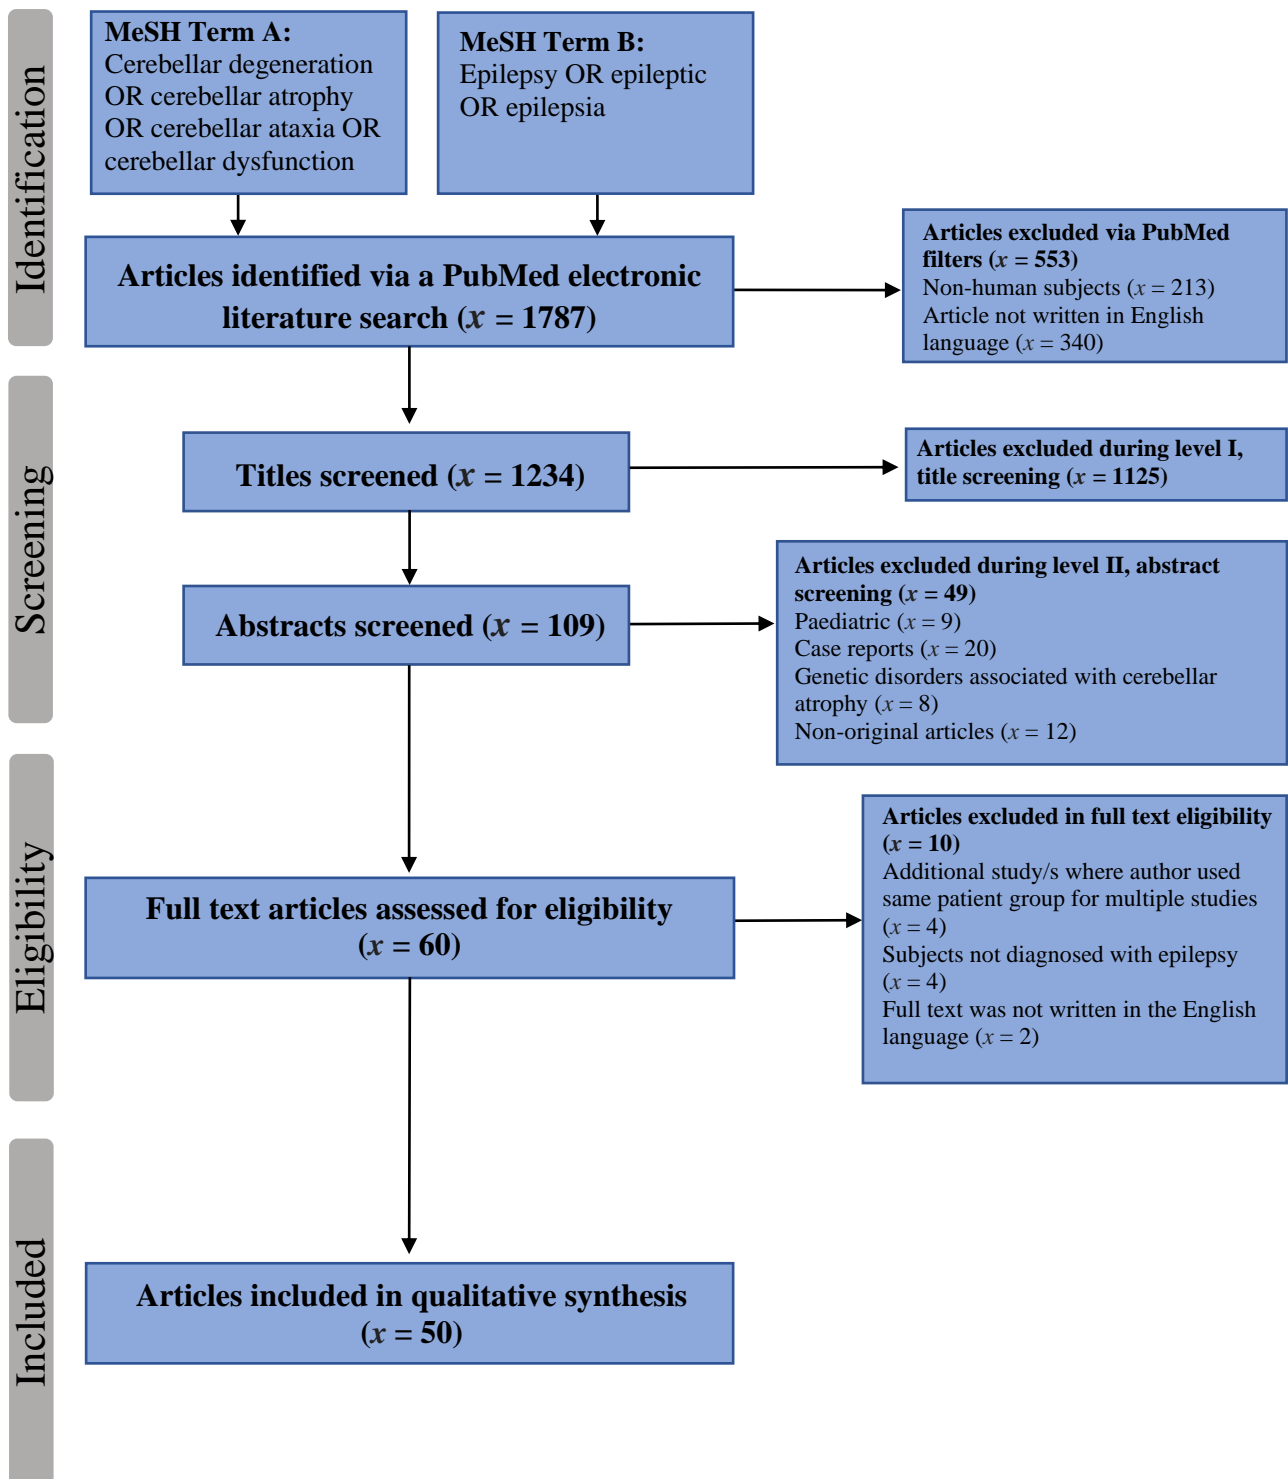 Identification
MeSH Term A:
Cerebellar degeneration
OR cerebellar atrophy
OR cerebellar ataxia OR
cerebellar dysfunction
MeSH Term B:
Epilepsy OR epileptic
OR epilepsia
Articles identified via a PubMed electronic
literature search (x = 1787)
Articles excluded via PubMed
filters (x = 553)
Non-human subjects (x = 213)
Article not written in English
language (x = 340)
Screening
Titles screened (x = 1234)
Articles excluded during level I,
title screening (x = 1125)
Abstracts screened (x = 109)
Articles excluded during level II, abstract
screening (x = 49)
Paediatric (x = 9)
Case reports (x = 20)
Genetic disorders associated with cerebellar
atrophy (x = 8)
Non-original articles (x = 12)
Eligibility
Full text articles assessed for eligibility
(x = 60)
Articles excluded in full text eligibility
(x = 10)
Additional study/s where author used
same patient group for multiple studies
(x = 4)
Subjects not diagnosed with epilepsy
(x = 4)
Full text was not written in the English
language (x = 2)
Included
Articles included in qualitative synthesis
(x = 50)